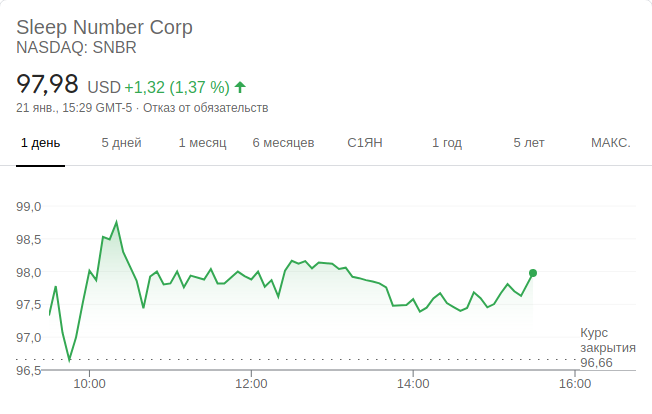 Sleep Number Corp
NASDAQ: SNBR
97,98 USD +1,32 (1,37 %)
21 янв., 15:29 GMT-5 · Отказ от обязательств
1 день 5 дней 1 месяц 6 месяцев С1ЯН 1 год 5 лет МАКС.
99,0
98,5
98,0
97,5
97,0
96,5
Курс
закрытия
96,66
10:00 12:00 14:00 16:00